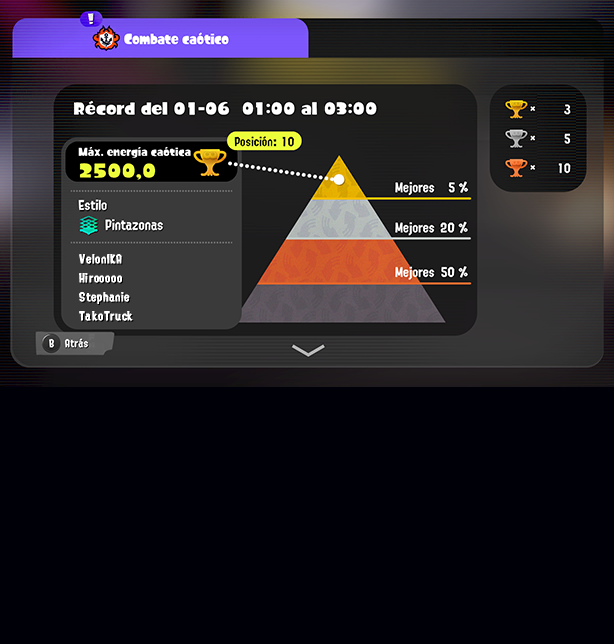 !
Combate caótico
Récord del 01-06 01:00 al 03:00
× 3
× 5
× 10
Posición: 10
Máx. energía caótica
2500,0
Estilo
Pintazonas
VelonIKA
Hirooooo
Stephanie
TakoTruck
Mejores 5 %
Mejores 20 %
Mejores 50 %
B Atrás